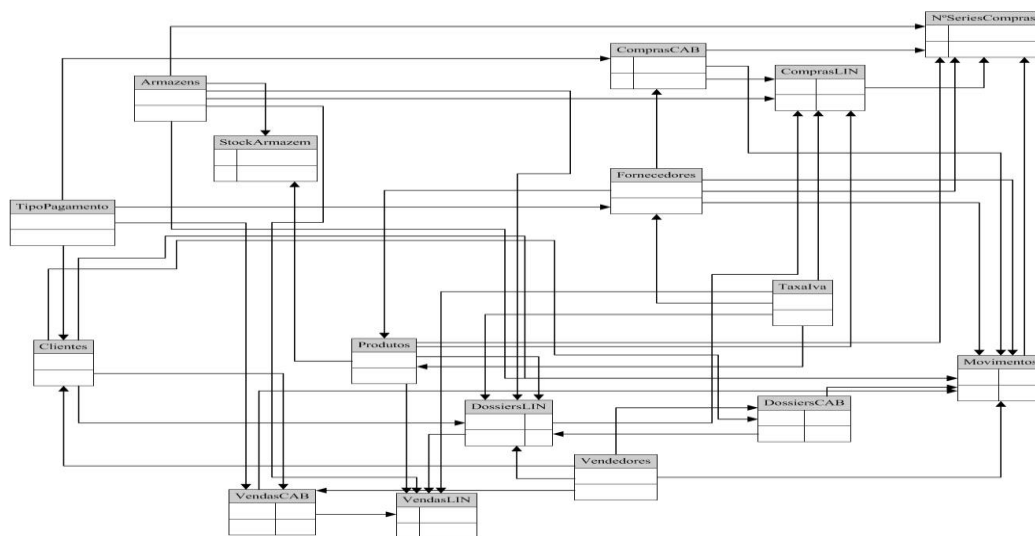 NºSeriesCompras
ComprasCAB
ComprasLIN
Armazens
StockArmazem
Fornecedores
TipoPagamento
TaxaIva
Clientes
Produtos
Movimentos
DossiersLIN
DossiersCAB
Vendedores
VendasCAB
VendasLIN